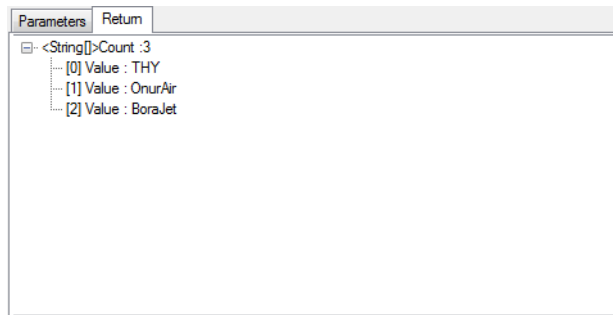 Parameters Return
<String[]>Count :3
[0] Value : THY
[1] Value : OnurAir
[2] Value : BoraJet